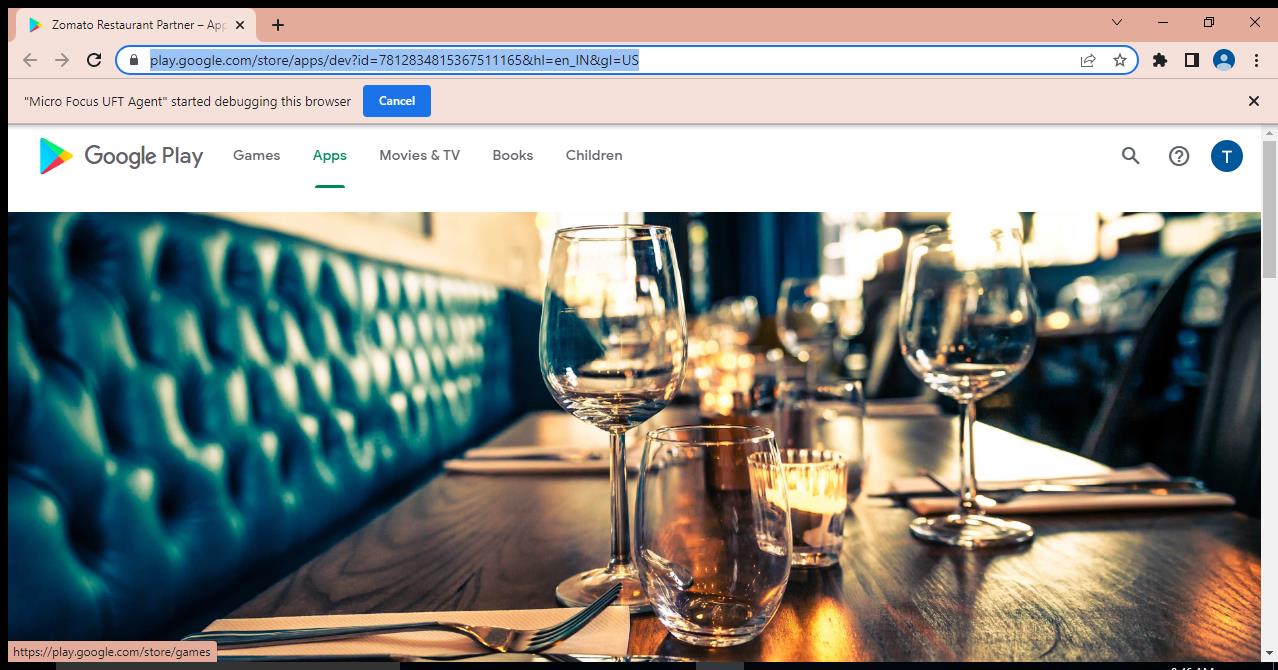 Zomato Restaurant Partner – App
play.google.com/store/apps/dev?id=7812834815367511165&hl=en_IN&gl=US
"Micro Focus UFT Agent" started debugging this browser
Cancel
Google Play
Games
Apps
Movies & TV
Books
Children
T
https://play.google.com/store/games